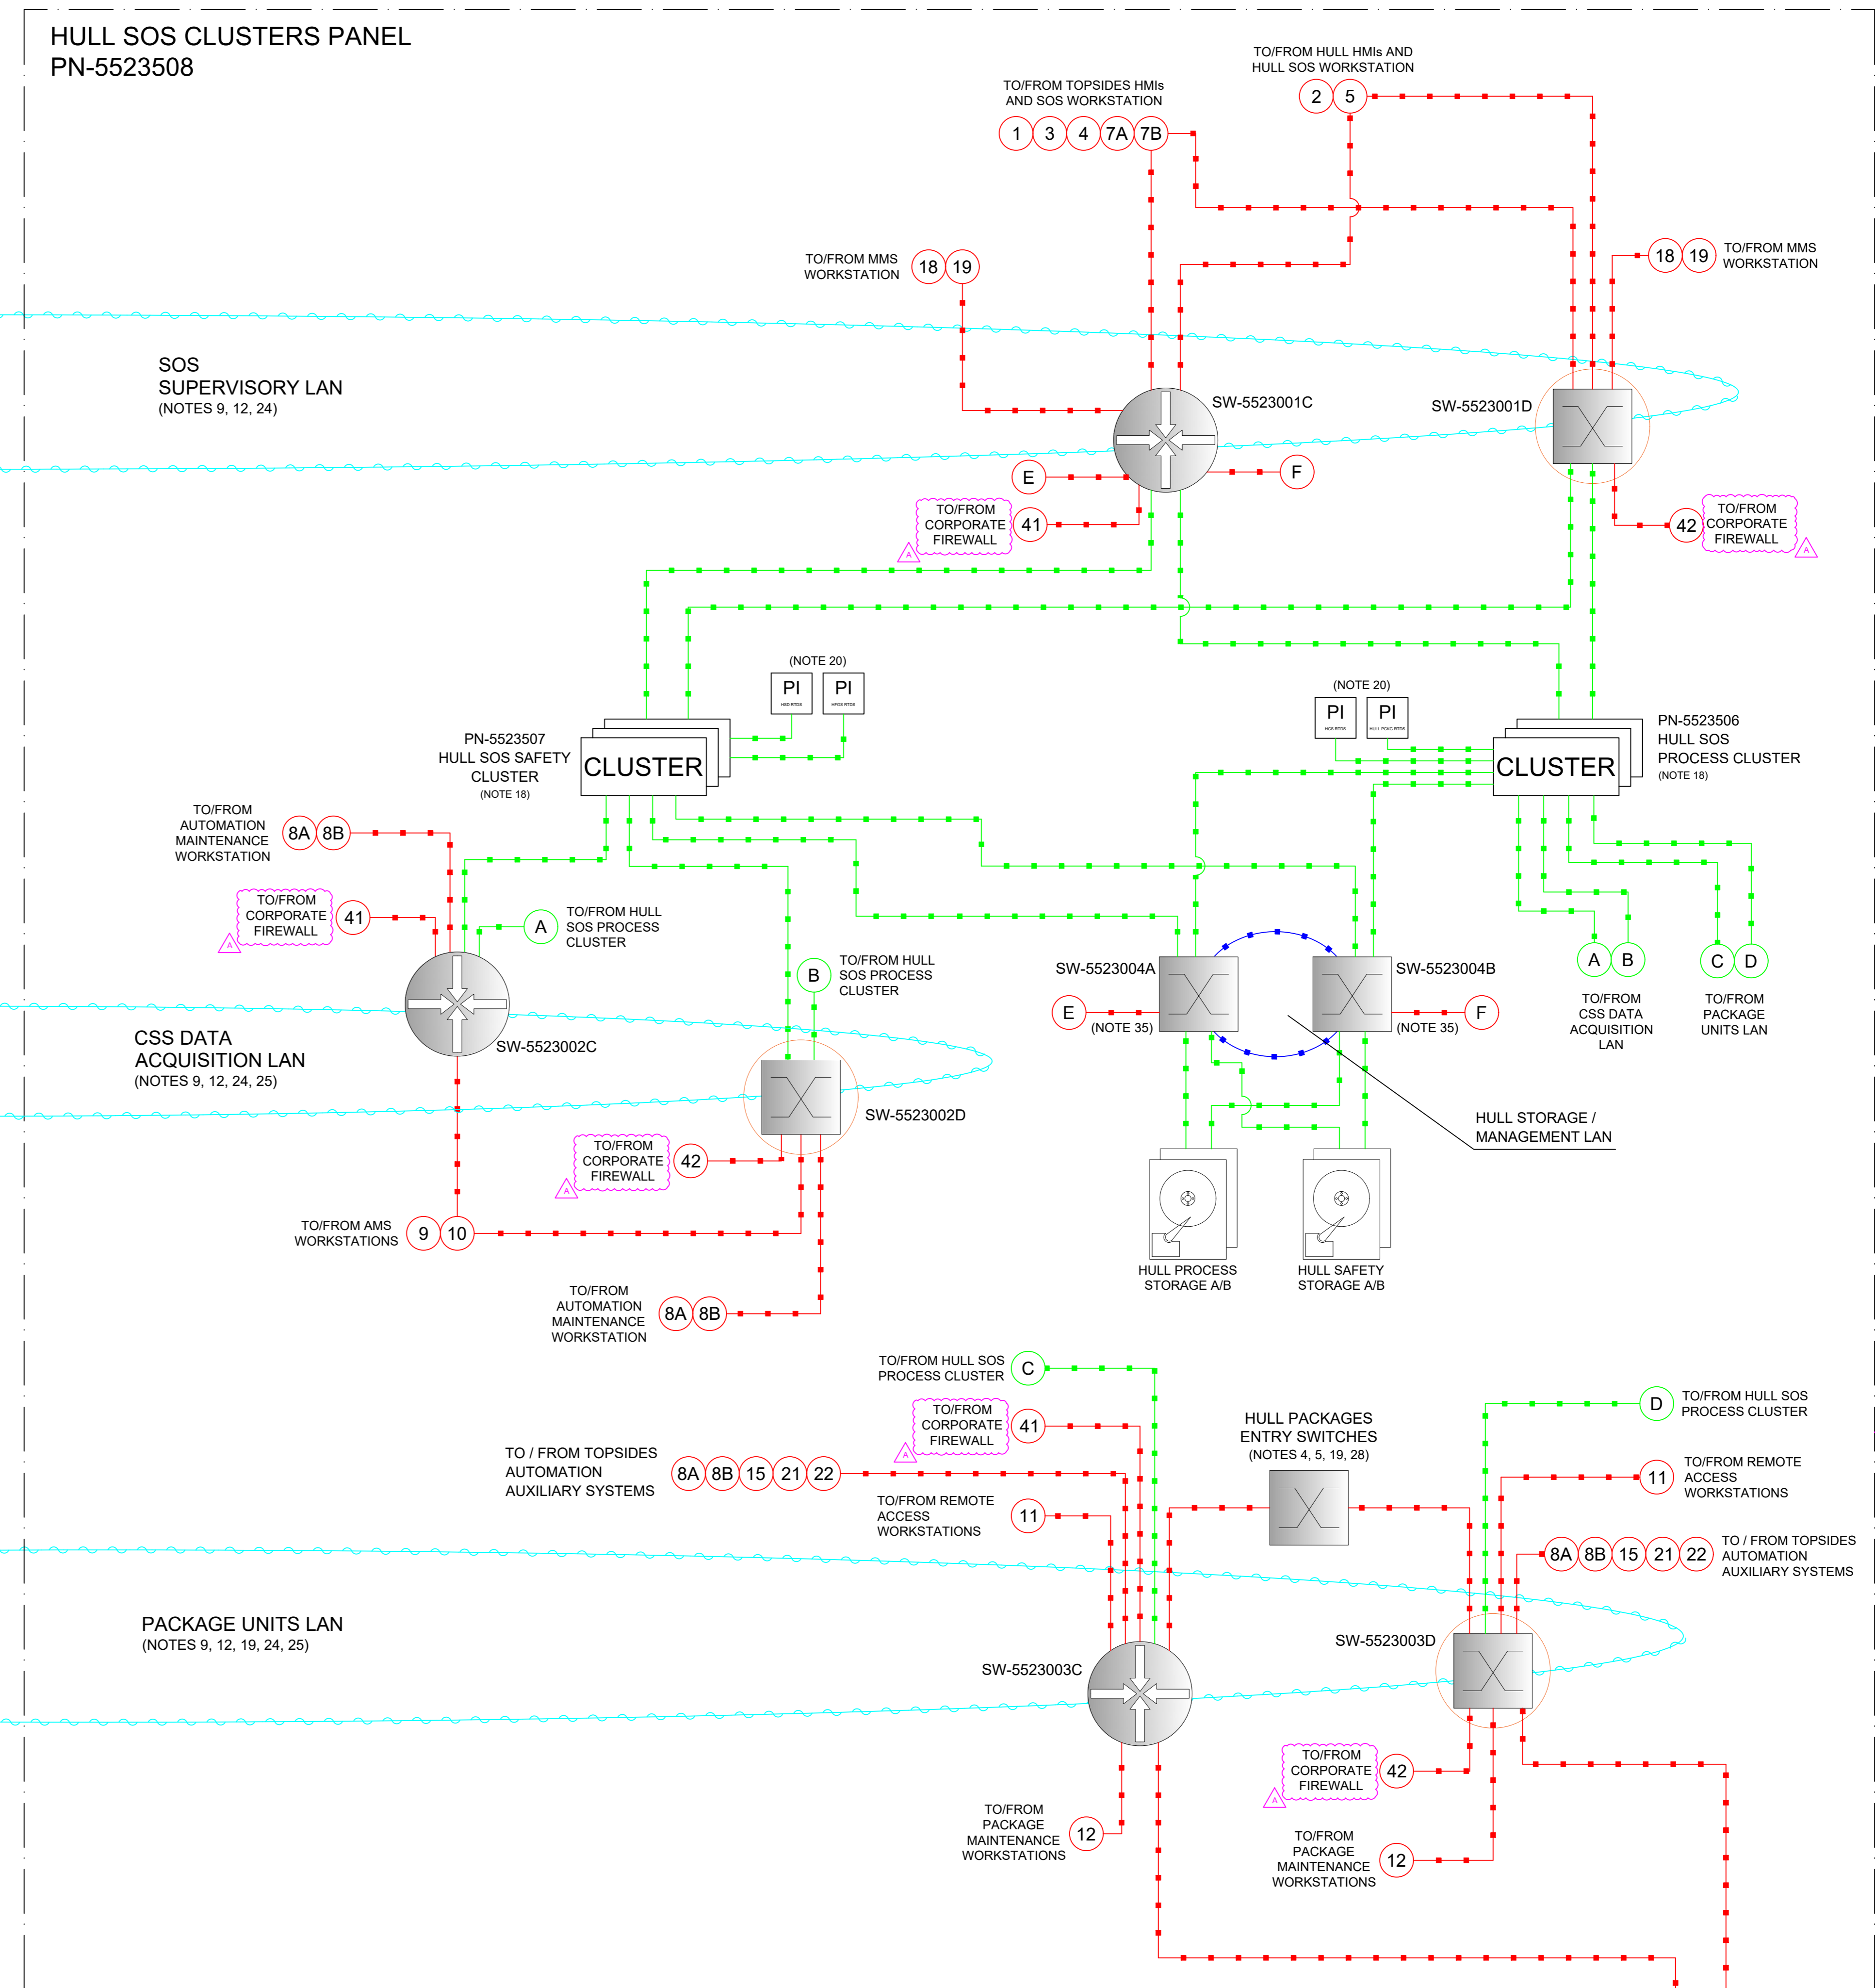 HULL SOS CLUSTERS PANEL
PN-5523508
TO/FROM HULL HMIs AND
HULL SOS WORKSTATION
2 5
TO/FROM TOPSIDES HMIs
AND SOS WORKSTATION
1 3 4 7A 7B
TO/FROM MMS
WORKSTATION
18 19
18 19
TO/FROM MMS
WORKSTATION
SOS
SUPERVISORY LAN
(NOTES 9, 12, 24)
SW-5523001C
SW-5523001D
E
F
TO/FROM
CORPORATE
FIREWALL
41
A
42
TO/FROM
CORPORATE
FIREWALL
A
(NOTE 20)
PI
HSD RTDS
PI
HFGS RTDS
PN-5523507
HULL SOS SAFETY
CLUSTER
(NOTE 18)
CLUSTER
(NOTE 20)
PI
HCS RTDS
PI
HULL PCKG RTDS
CLUSTER
PN-5523506
HULL SOS
PROCESS CLUSTER
(NOTE 18)
TO/FROM
AUTOMATION
MAINTENANCE
WORKSTATION
8A 8B
TO/FROM
CORPORATE
FIREWALL
41
A
A
TO/FROM HULL
SOS PROCESS
CLUSTER
B
TO/FROM HULL
SOS PROCESS
CLUSTER
SW-5523004A
SW-5523004B
E
(NOTE 35)
(NOTE 35)
F
A B
TO/FROM
CSS DATA
ACQUISITION
LAN
C D
TO/FROM
PACKAGE
UNITS LAN
CSS DATA
ACQUISITION LAN
(NOTES 9, 12, 24, 25)
SW-5523002C
SW-5523002D
HULL STORAGE /
MANAGEMENT LAN
TO/FROM
CORPORATE
FIREWALL
42
A
TO/FROM AMS
WORKSTATIONS
9 10
HULL PROCESS
STORAGE A/B
HULL SAFETY
STORAGE A/B
TO/FROM
AUTOMATION
MAINTENANCE
WORKSTATION
8A 8B
TO/FROM HULL SOS
PROCESS CLUSTER
C
TO/FROM
CORPORATE
FIREWALL
41
A
HULL PACKAGES
ENTRY SWITCHES
(NOTES 4, 5, 19, 28)
D
TO/FROM HULL SOS
PROCESS CLUSTER
TO / FROM TOPSIDES
AUTOMATION
AUXILIARY SYSTEMS
8A 8B 15 21 22
TO/FROM REMOTE
ACCESS
WORKSTATIONS
11
11
TO/FROM REMOTE
ACCESS
WORKSTATIONS
8A 8B 15 21 22
TO / FROM TOPSIDES
AUTOMATION
AUXILIARY SYSTEMS
PACKAGE UNITS LAN
(NOTES 9, 12, 19, 24, 25)
SW-5523003C
SW-5523003D
TO/FROM
CORPORATE
FIREWALL
42
A
TO/FROM
PACKAGE
MAINTENANCE
WORKSTATIONS
12
TO/FROM
PACKAGE
MAINTENANCE
WORKSTATIONS
12